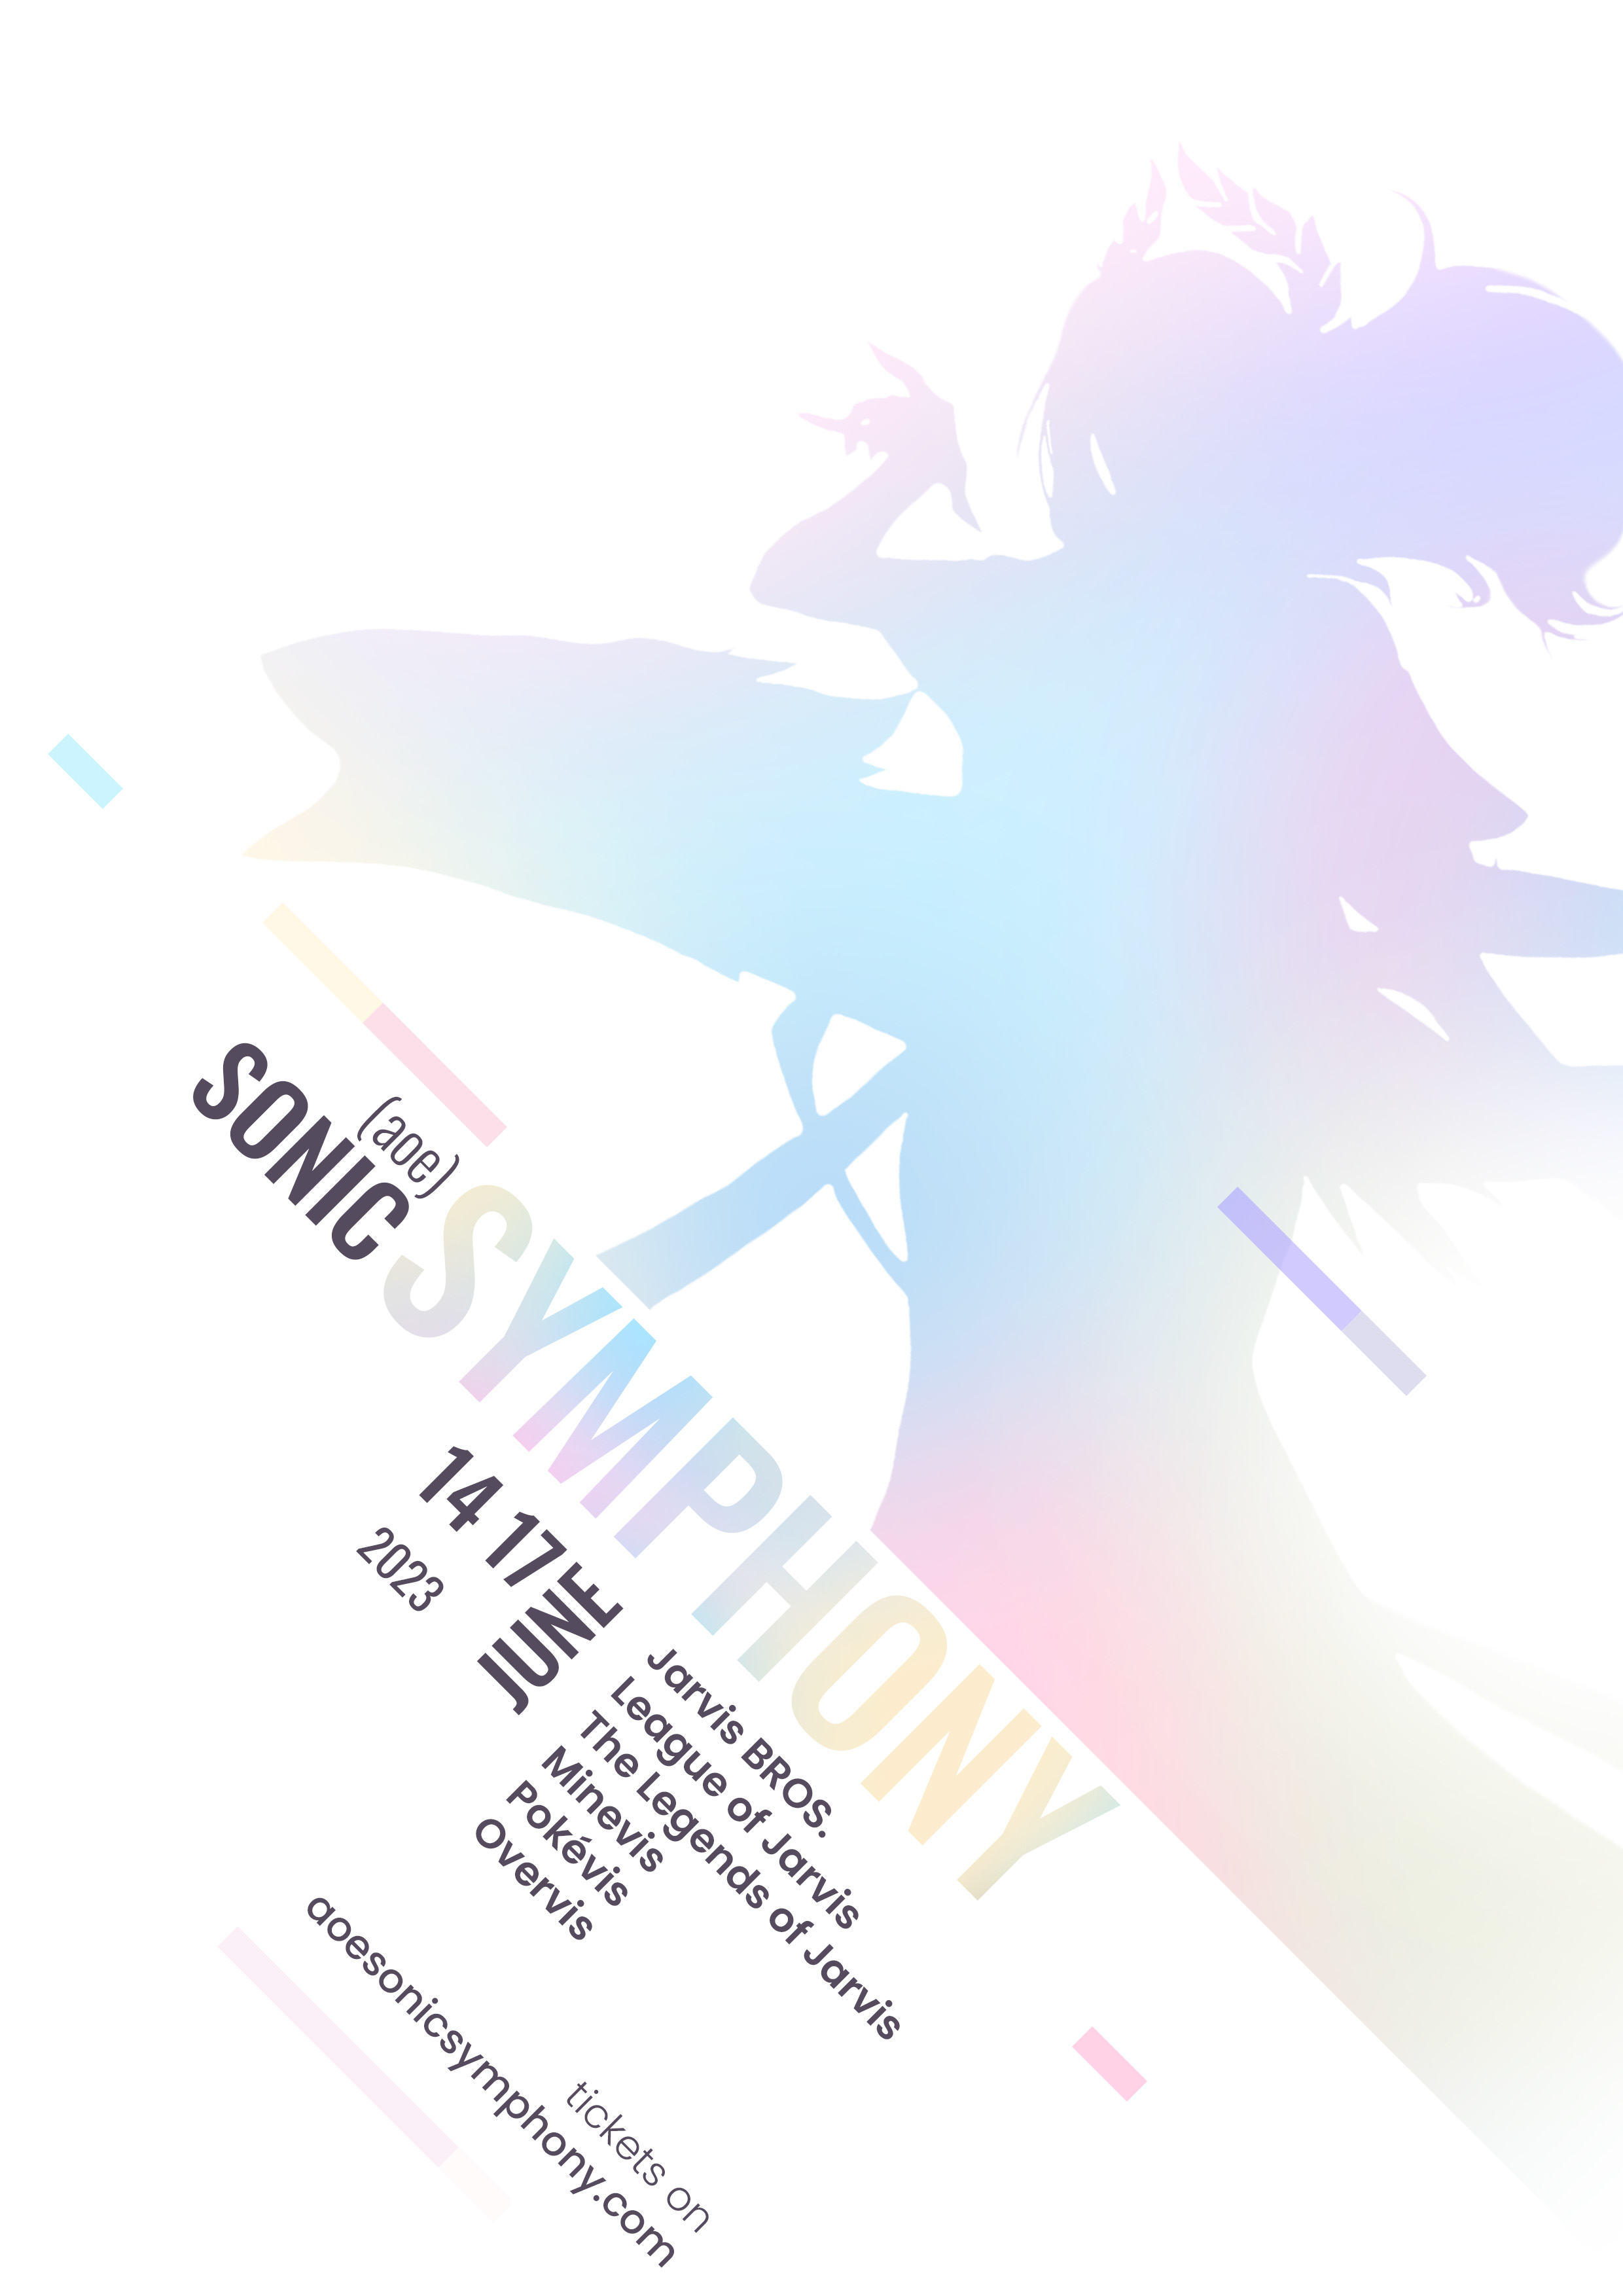 (aoe)
SONIC SYMPHONY
14 17
JUNE
2023
Jarvis BROS.
League of Jarvis
The Legends of Jarvis
Minevis
Pokévis
Overvis
tickets on
aoesonicsymphony.com